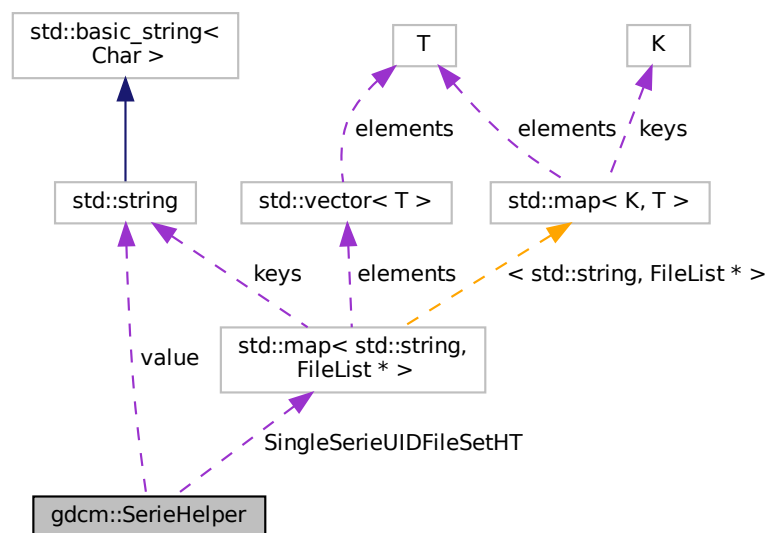 std::basic_string<
Char >
T
K
elements
elements
keys
std::string
std::vector< T >
std::map< K, T >
keys
elements
< std::string, FileList * >
value
std::map< std::string,
FileList * >
SingleSerieUIDFileSetHT
gdcm::SerieHelper